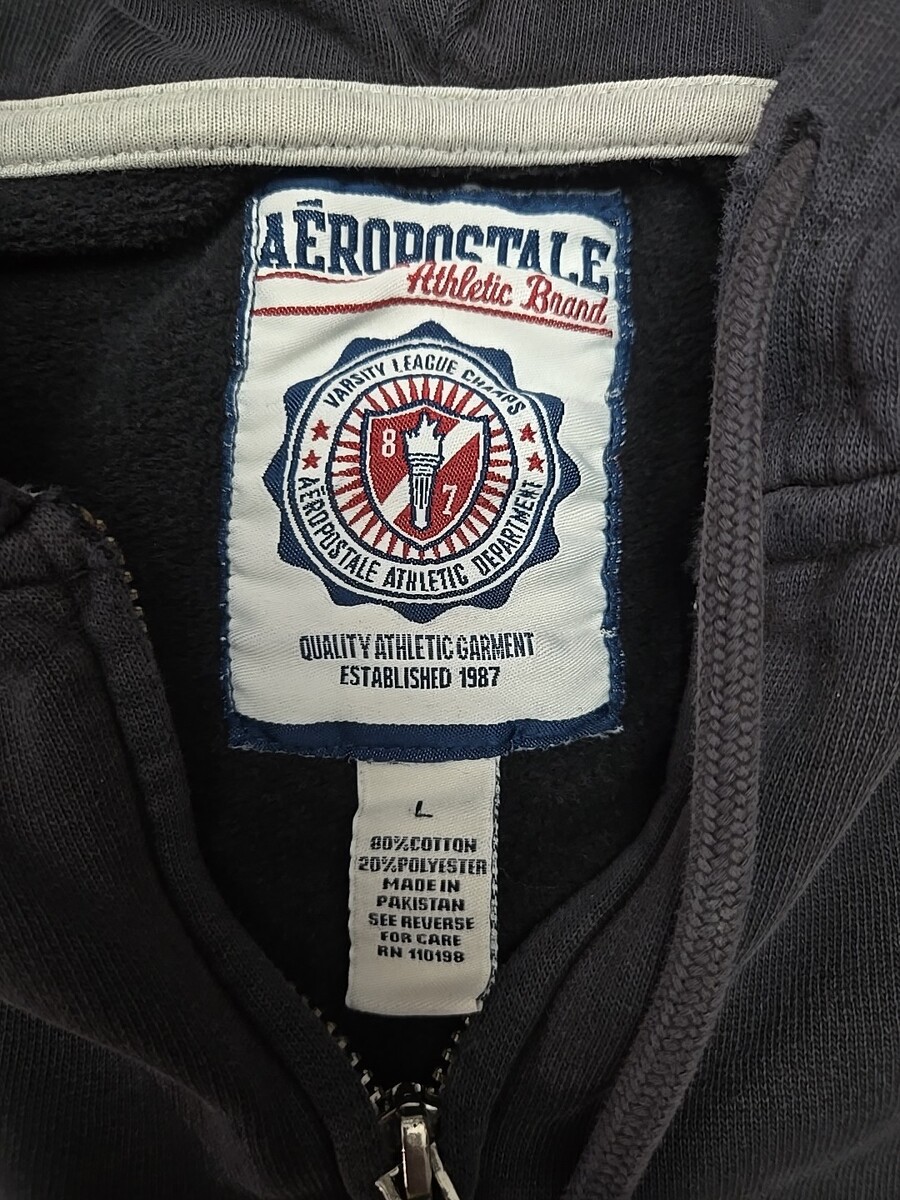 AÉROPOSTALE
Athletic Brand
VARSITY LEAGUE CHAMPS
8
7
AÉROPOSTALE ATHLETIC DEPARTMENT
QUALITY ATHLETIC GARMENT
ESTABLISHED 1987
L
80%COTTON
20%POLYESTER
MADE IN
PAKISTAN
SEE REVERSE
FOR CARE
RN 110198